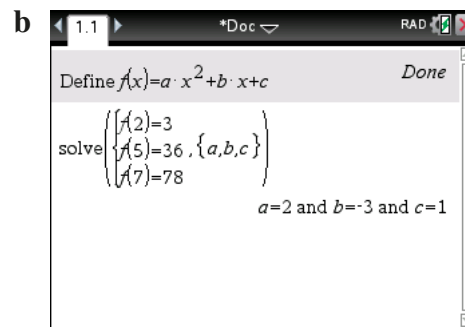 b
1.1 *Doc RAD
Define f(x)=a·x²+b·x+c Done
solve({f(2)=3
f(5)=36 ,{a,b,c})
f(7)=78
a=2 and b=-3 and c=1